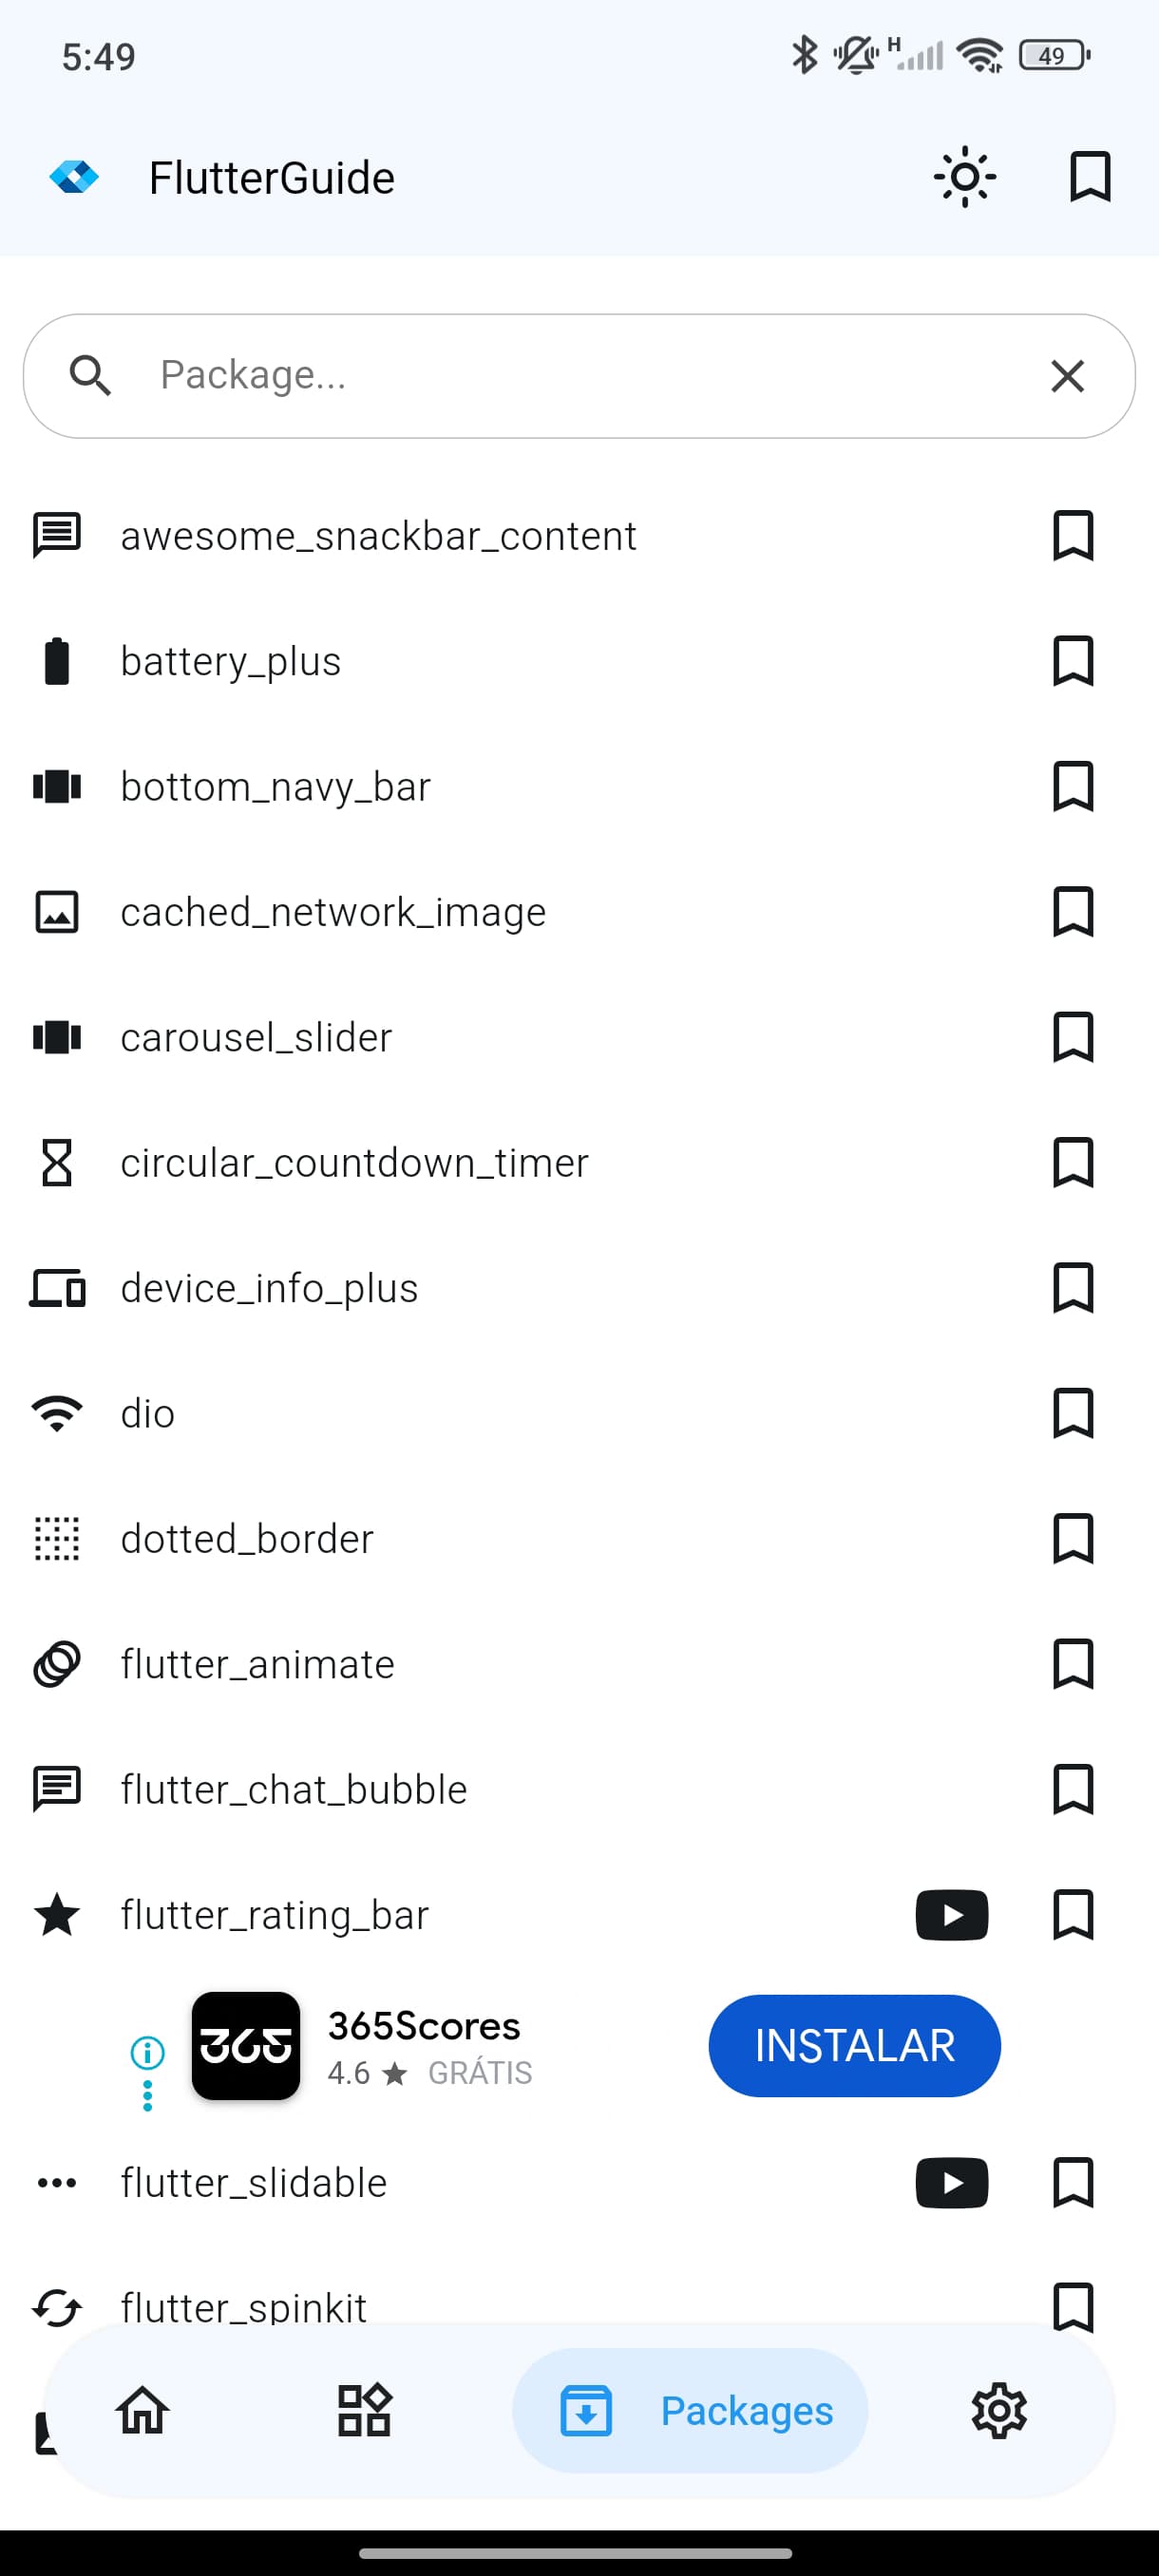 5:49
H
49
FlutterGuide
Package...
awesome_snackbar_content
battery_plus
bottom_navy_bar
cached_network_image
carousel_slider
circular_countdown_timer
device_info_plus
dio
dotted_border
flutter_animate
flutter_chat_bubble
flutter_rating_bar
365
365Scores
4.6 ★ GRÁTIS
INSTALAR
flutter_slidable
flutter_spinkit
Packages